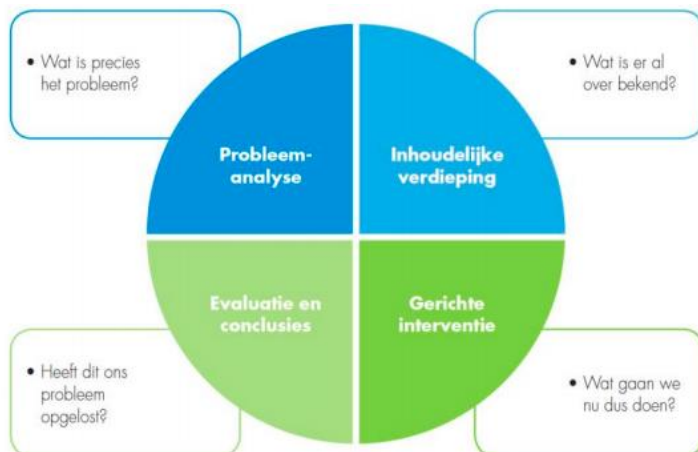 • Wat is precies
het probleem?
• Wat is er al
over bekend?
Probleem-
analyse
Inhoudelijke
verdieping
Evaluatie en
conclusies
Gerichte
interventie
• Heeft dit ons
probleem
opgelost?
• Wat gaan we
nu dus doen?